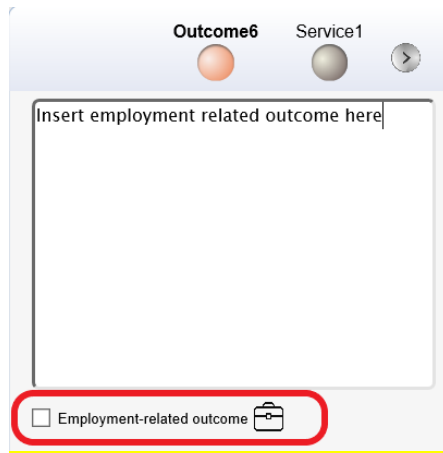 Outcome6 Service1
Insert employment related outcome here
Employment-related outcome